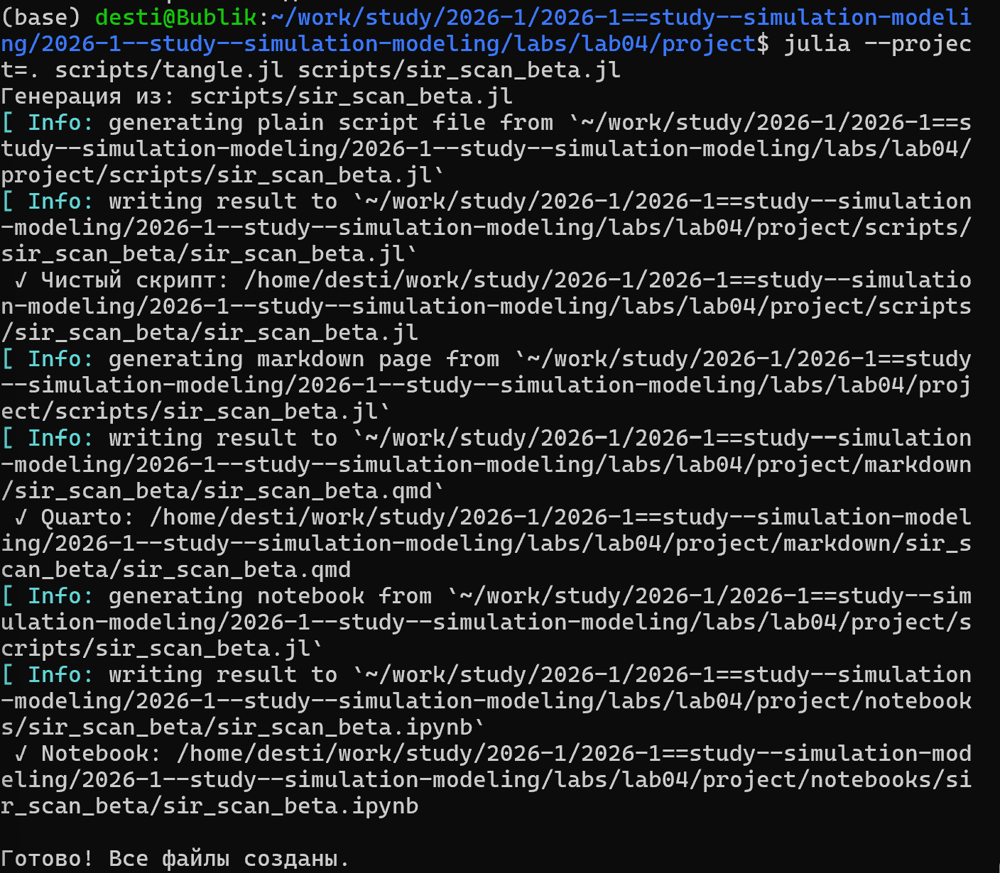 (base) desti@Bublik:~/work/study/2026-1/2026-1==study--simulation-modeli
ng/2026-1--study--simulation-modeling/labs/lab04/project$ julia --projec
t=. scripts/tangle.jl scripts/sir_scan_beta.jl
Генерация из: scripts/sir_scan_beta.jl
[ Info: generating plain script file from `~/work/study/2026-1/2026-1==s
tudy--simulation-modeling/2026-1--study--simulation-modeling/labs/lab04/
project/scripts/sir_scan_beta.jl`
[ Info: writing result to `~/work/study/2026-1/2026-1==study--simulation
-modeling/2026-1--study--simulation-modeling/labs/lab04/project/scripts/
sir_scan_beta/sir_scan_beta.jl`
 ✓ Чистый скрипт: /home/desti/work/study/2026-1/2026-1==study--simulatio
n-modeling/2026-1--study--simulation-modeling/labs/lab04/project/scripts
/sir_scan_beta/sir_scan_beta.jl
[ Info: generating markdown page from `~/work/study/2026-1/2026-1==study
--simulation-modeling/2026-1--study--simulation-modeling/labs/lab04/proj
ect/scripts/sir_scan_beta.jl`
[ Info: writing result to `~/work/study/2026-1/2026-1==study--simulation
-modeling/2026-1--study--simulation-modeling/labs/lab04/project/markdown
/sir_scan_beta/sir_scan_beta.qmd`
 ✓ Quarto: /home/desti/work/study/2026-1/2026-1==study--simulation-model
ing/2026-1--study--simulation-modeling/labs/lab04/project/markdown/sir_s
can_beta/sir_scan_beta.qmd
[ Info: generating notebook from `~/work/study/2026-1/2026-1==study--sim
ulation-modeling/2026-1--study--simulation-modeling/labs/lab04/project/s
cripts/sir_scan_beta.jl`
[ Info: writing result to `~/work/study/2026-1/2026-1==study--simulation
-modeling/2026-1--study--simulation-modeling/labs/lab04/project/notebook
s/sir_scan_beta/sir_scan_beta.ipynb`
 ✓ Notebook: /home/desti/work/study/2026-1/2026-1==study--simulation-mod
eling/2026-1--study--simulation-modeling/labs/lab04/project/notebooks/si
r_scan_beta/sir_scan_beta.ipynb
Готово! Все файлы созданы.